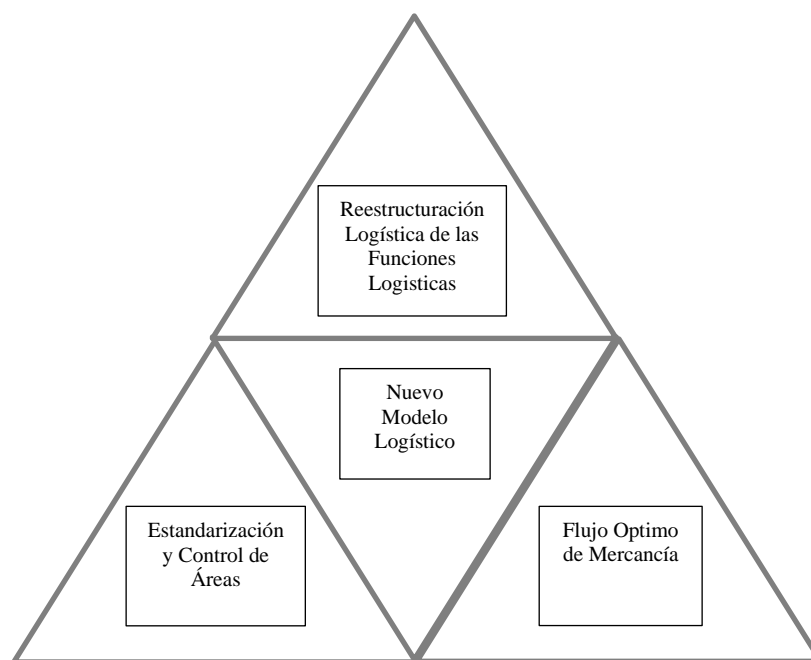 Reestructuración
Logística de las
Funciones
Logisticas
Nuevo
Modelo
Logístico
Estandarización
y Control de
Áreas
Flujo Optimo
de Mercancía